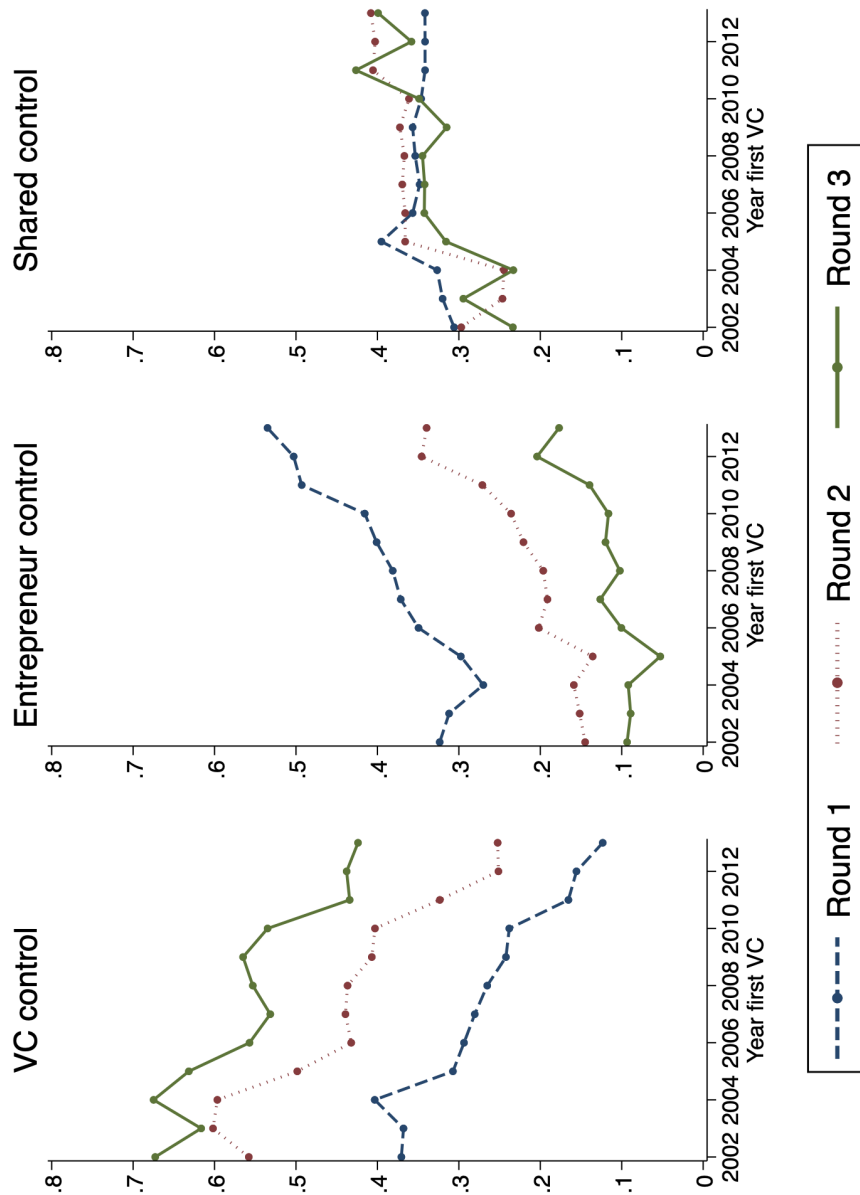 VC control
.8
.7
.6
.5
.4
.3
.2
.1
0
2002 2004 2006 2008 2010 2012
Year first VC
Entrepreneur control
.8
.7
.6
.5
.4
.3
.2
.1
0
2002 2004 2006 2008 2010 2012
Year first VC
Shared control
.8
.7
.6
.5
.4
.3
.2
.1
0
2002 2004 2006 2008 2010 2012
Year first VC
Round 1 Round 2 Round 3